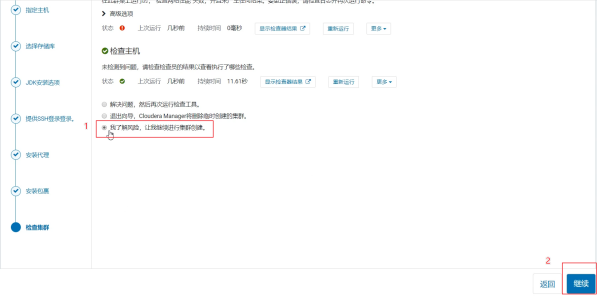 指定主机
选择存储库
JDK安装选项
提供SSH登录登录。
安装代理
安装包裹
检查集群
高级选项
状态 上次运行 几秒前 持续时间 0毫秒 显示检查器结果 重新运行 更多
检查主机
未检测到问题，请检查检查员的结果以查看执行了哪些检查。
状态 上次运行 几秒前 持续时间 11.61秒 显示检查器结果 重新运行 更多
解决问题，然后再次运行检查工具。
退出向导，Cloudera Manager将删除临时创建的集群。
1
我了解风险，让我继续进行集群创建。
2
返回
继续